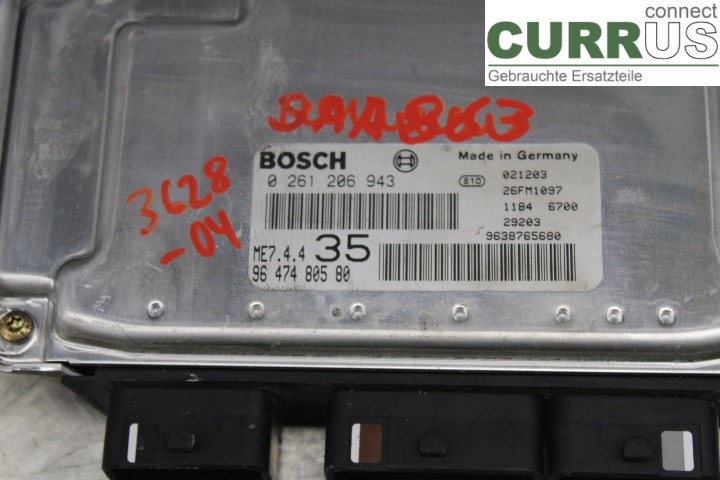 connect
CURRUS
Gebrauchte Ersatzteile
BOSCH
Made in Germany
0 261 206 943
810
021203
26FM1097
1184 6700
29203
9638765680
ME7.4.4 35
96 474 805 80
3628
-04